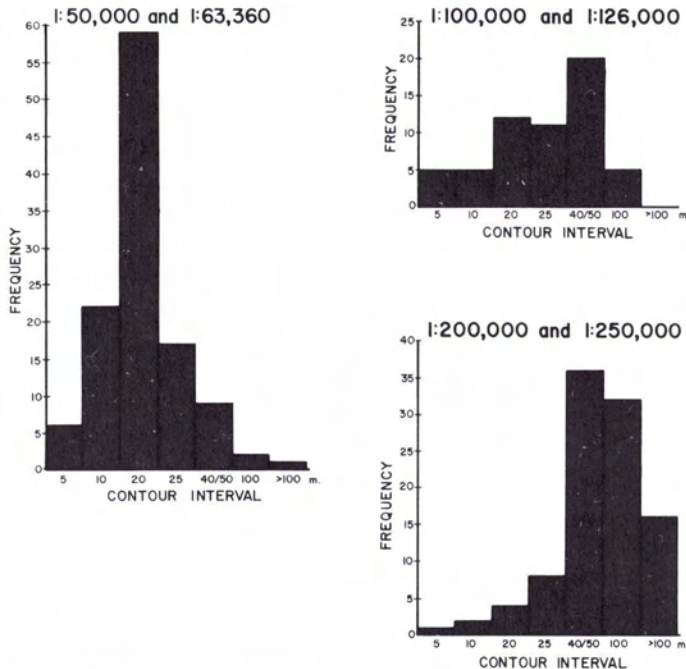 1:50,000 and 1:63,360
FREQUENCY
60
55
50
45
40
35
30
25
20
15
10
5
0
5 10 20 25 40/50 100 >100 m.
CONTOUR INTERVAL
1:100,000 and 1:126,000
FREQUENCY
25
20
15
10
5
0
5 10 20 25 40/50 100 >100 m.
CONTOUR INTERVAL
1:200,000 and 1:250,000
FREQUENCY
40
35
30
25
20
15
10
5
0
5 10 20 25 40/50 100 >100 m.
CONTOUR INTERVAL